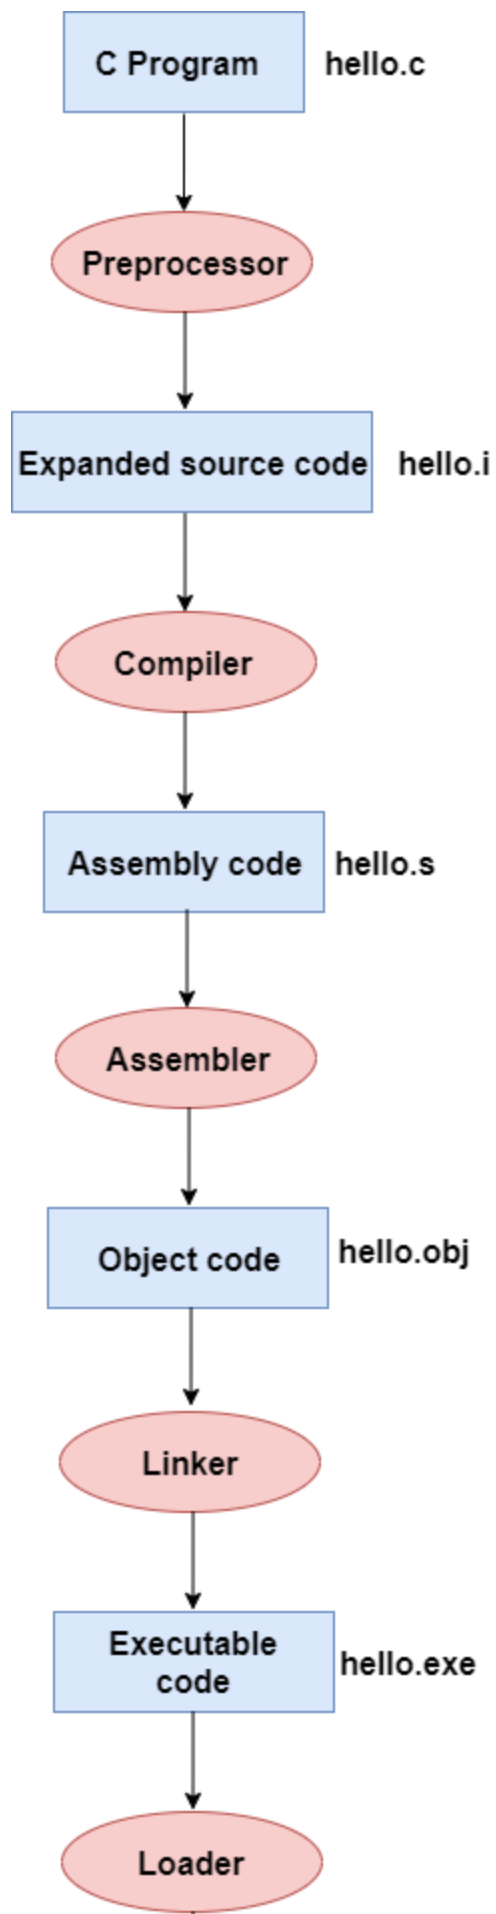 C Program
hello.c
Preprocessor
Expanded source code
hello.i
Compiler
Assembly code
hello.s
Assembler
Object code
hello.obj
Linker
Executable
code
hello.exe
Loader